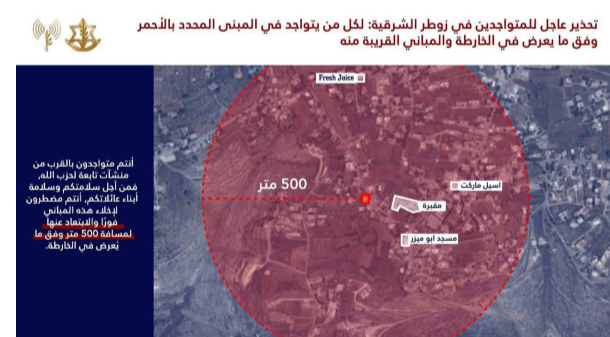 تحذير عاجل للمتواجدين في زوطر الشرقية: لكل من يتواجد في المبنى المحدد بالأحمر
وفق ما يعرض في الخارطة والمباني القريبة منه
أنتم متواجدون بالقرب من
منشآت تابعة لحزب الله,
فمن أجل سلامتكم وسلامة
أبناء عائلاتكم, أنتم مضطرون
لإخلاء هذه المباني
فورًا والابتعاد عنها
لمسافة 500 متر وفق ما
يُعرض في الخارطة.
Fresh Juice
500 متر
اسيل ماركت
مقبرة
مسجد ابو ميزر